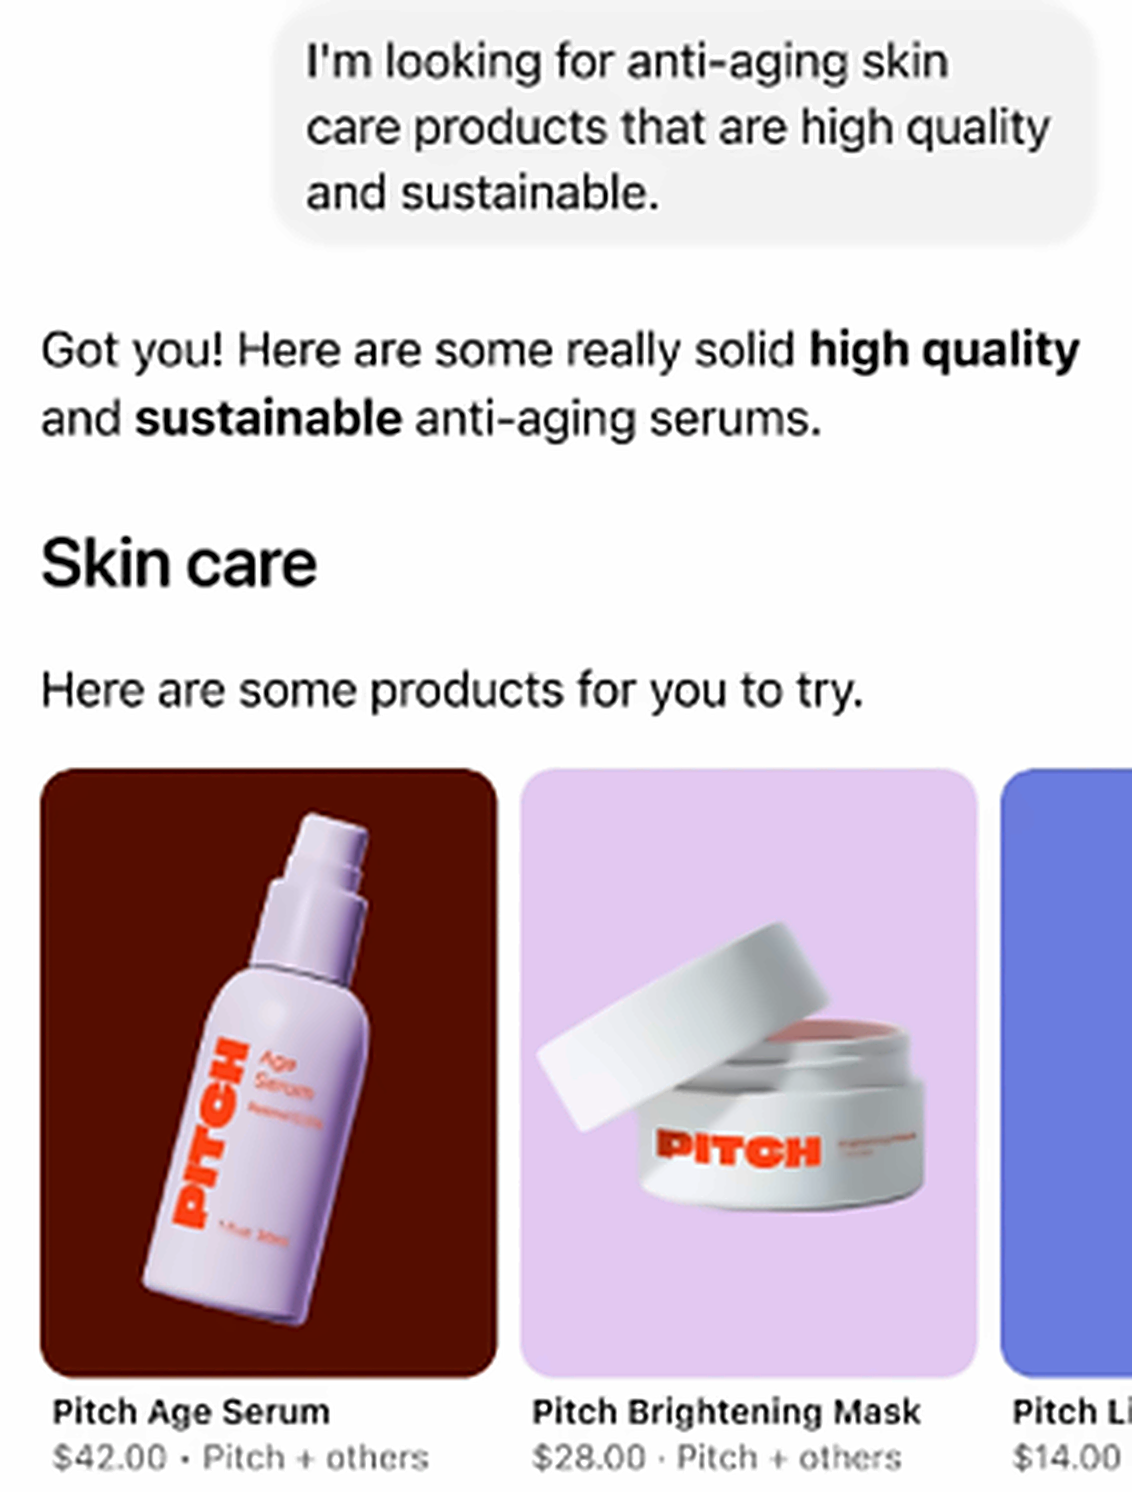 I'm looking for anti-aging skin
care products that are high quality
and sustainable.
Got you! Here are some really solid high quality
and sustainable anti-aging serums.
Skin care
Here are some products for you to try.
PITCH
Age
Serum
PITCH
Pitch Age Serum
$42.00 • Pitch + others
Pitch Brightening Mask
$28.00 · Pitch + others
Pitch Li
$14.00